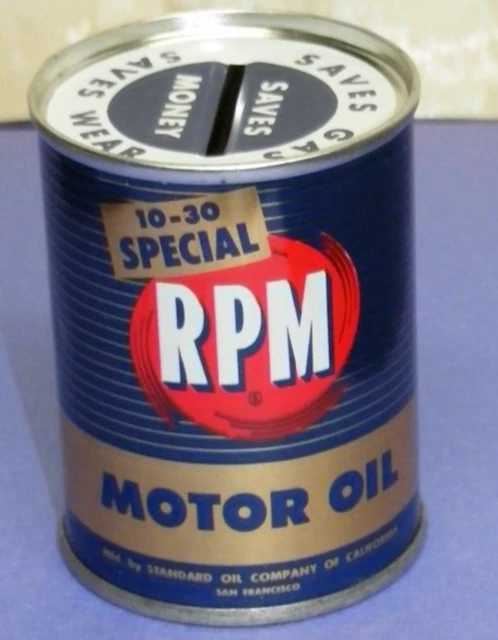 SAVES GAS
SAVES WEAR
SAVES
MONEY
10-30
SPECIAL
RPM
MOTOR OIL
Mfd. by STANDARD OIL COMPANY OF CALIFORNIA
SAN FRANCISCO